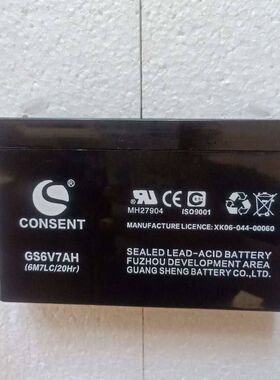 ®
CONSENT
GS6V7AH
(6M7LC/20Hr)
MH27904
ISO9001
MANUFACTURE LICENCE: XK06-044-00060
SEALED LEAD-ACID BATTERY
FUZHOU DEVELOPMENT AREA
GUANG SHENG BATTERY CO.,LTD.